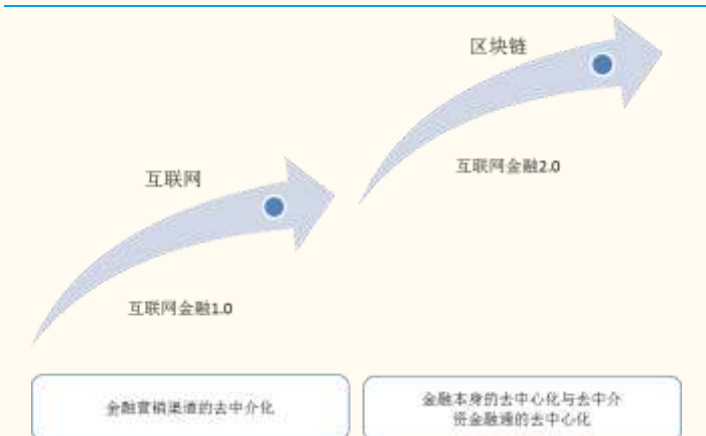 区块链
互联网金融2.0
互联网
互联网金融1.0
金融营销渠道的去中介化
金融本身的去中心化与去中介
资金融通的去中心化